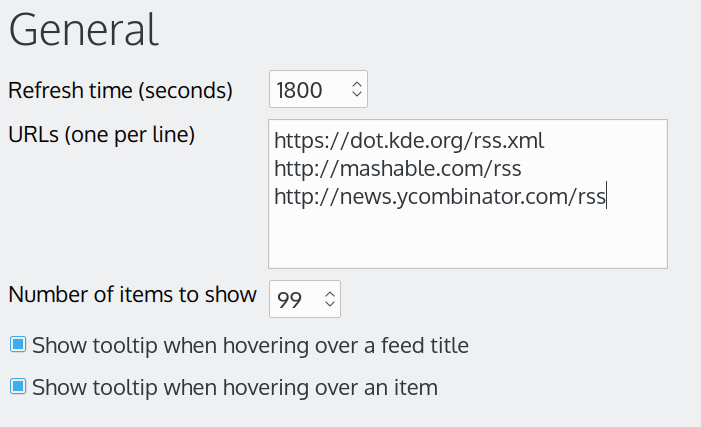 General
Refresh time (seconds) 1800
URLs (one per line)
https://dot.kde.org/rss.xml
http://mashable.com/rss
http://news.ycombinator.com/rss
Number of items to show 99
Show tooltip when hovering over a feed title
Show tooltip when hovering over an item